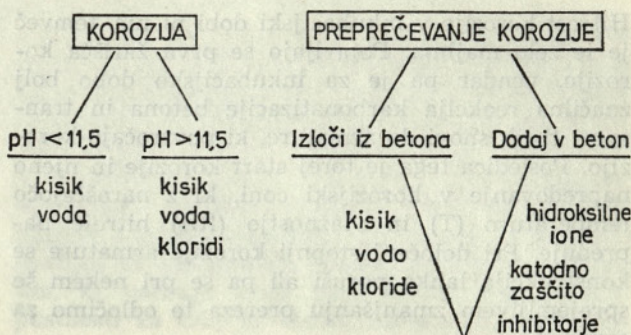 KOROZIJA
PREPREČEVANJE KOROZIJE
pH < 11,5
pH > 11,5
Izloči iz betona
Dodaj v beton
kisik
voda
kisik
voda
kloridi
kisik
vodo
kloride
hidroksilne
ione
katodno
zaščito
inhibitorje